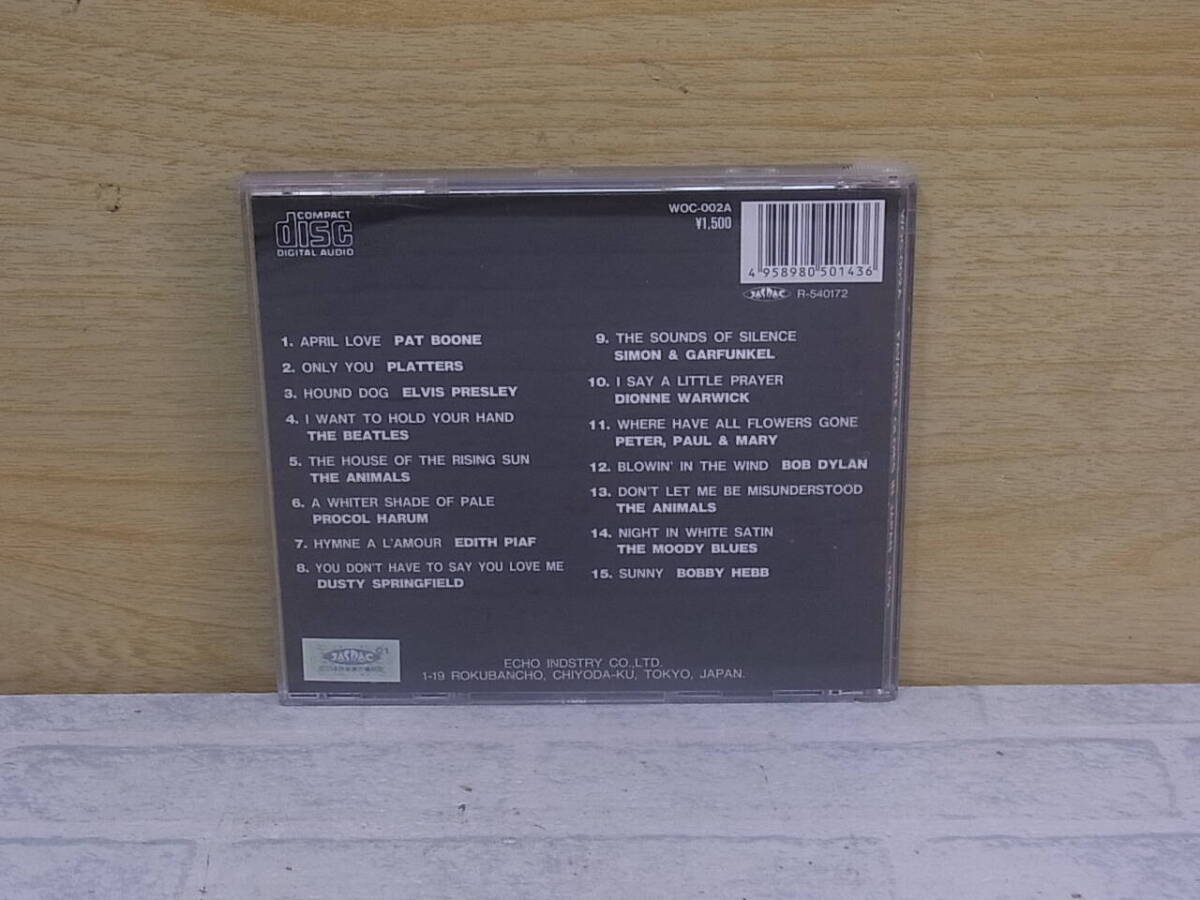 COMPACT
disc
DIGITAL AUDIO
WOC-002A
¥1,500
4 958980 501436
JASRAC R-540172
1. APRIL LOVE PAT BOONE
2. ONLY YOU PLATTERS
3. HOUND DOG ELVIS PRESLEY
4. I WANT TO HOLD YOUR HAND
THE BEATLES
5. THE HOUSE OF THE RISING SUN
THE ANIMALS
6. A WHITER SHADE OF PALE
PROCOL HARUM
7. HYMNE A L'AMOUR EDITH PIAF
8. YOU DON'T HAVE TO SAY YOU LOVE ME
DUSTY SPRINGFIELD
9. THE SOUNDS OF SILENCE
SIMON & GARFUNKEL
10. I SAY A LITTLE PRAYER
DIONNE WARWICK
11. WHERE HAVE ALL FLOWERS GONE
PETER, PAUL & MARY
12. BLOWIN' IN THE WIND BOB DYLAN
13. DON'T LET ME BE MISUNDERSTOOD
THE ANIMALS
14. NIGHT IN WHITE SATIN
THE MOODY BLUES
15. SUNNY BOBBY HEBB
JASRAC 01
ECHO INDSTRY CO.,LTD.
1-19 ROKUBANCHO, CHIYODA-KU, TOKYO, JAPAN.